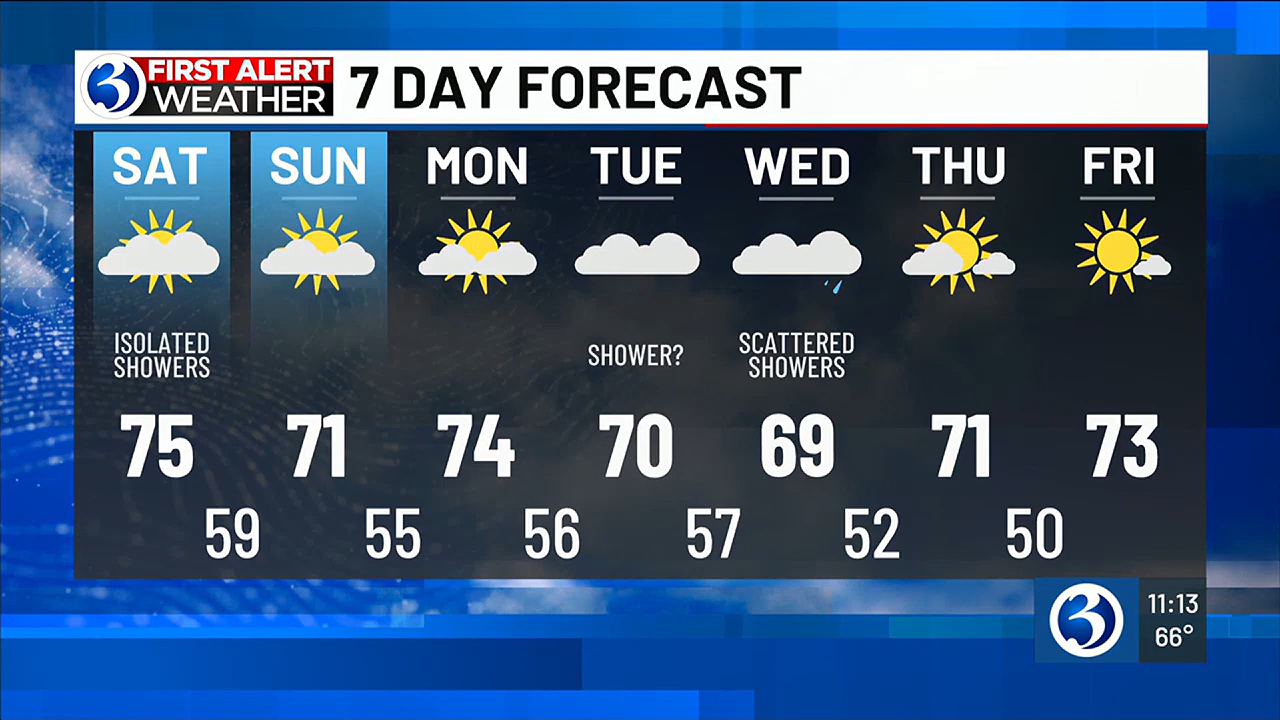 3 FIRST ALERT WEATHER
7 DAY FORECAST
SAT SUN MON TUE WED THU FRI
ISOLATED SHOWERS
SHOWER?
SCATTERED SHOWERS
75 71 74 70 69 71 73
59 55 56 57 52 50
3
11:13
66°